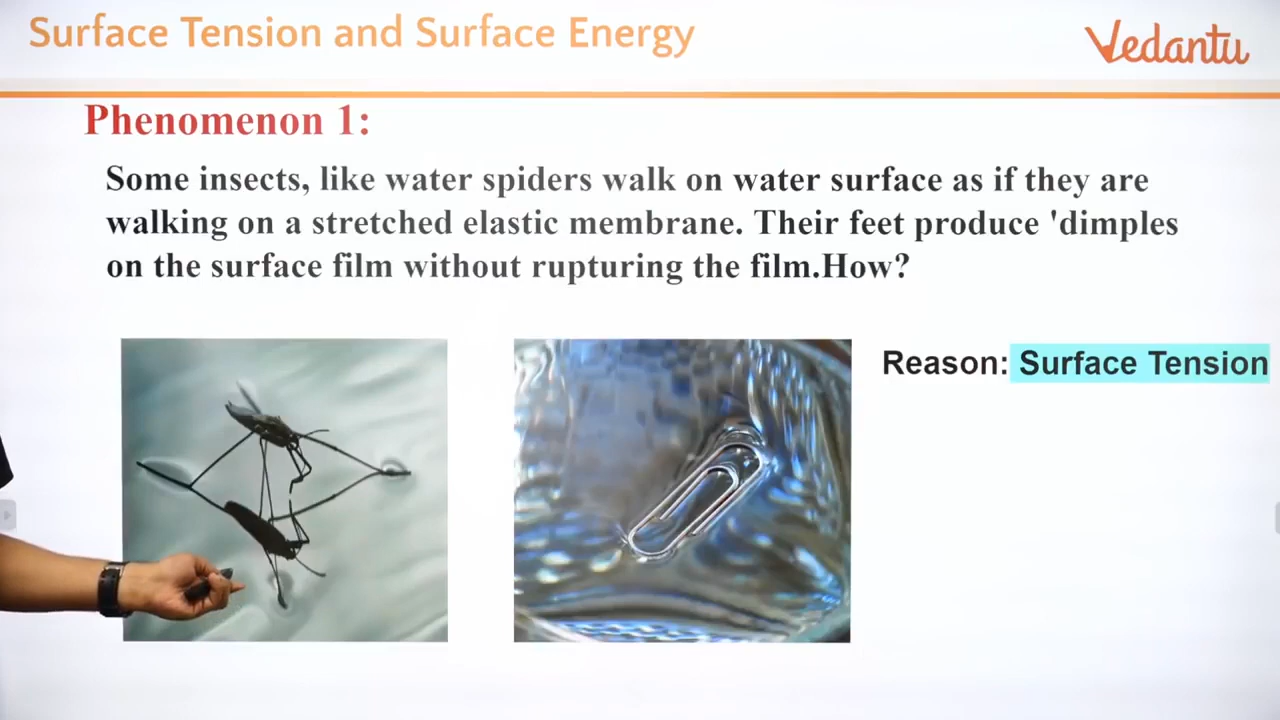 Surface Tension and Surface Energy
Vedantu
Phenomenon 1:
Some insects, like water spiders walk on water surface as if they are
walking on a stretched elastic membrane. Their feet produce 'dimples
on the surface film without rupturing the film.How?
Reason: Surface Tension